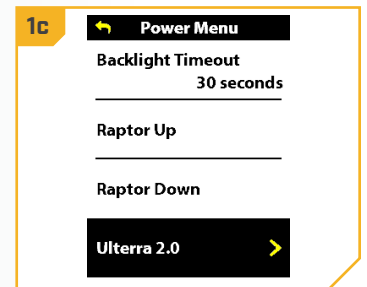 1c
Power Menu
Backlight Timeout
30 seconds
Raptor Up
Raptor Down
Ulterra 2.0